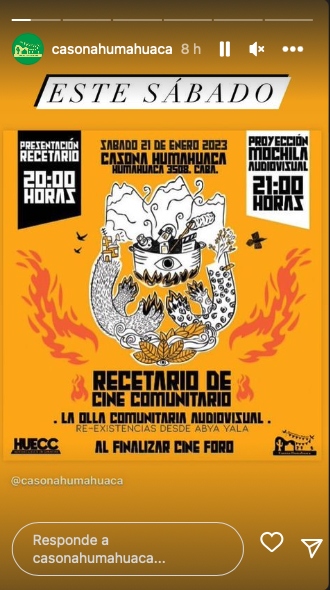 casonahumahuaca 8 h
ESTE SÁBADO
PRESENTACIÓN
RECETARIO
20:00
HORAS
SABADO 21 DE ENERO 2023
CASONA HUMAHUACA
HUMAHUACA 3508. CABA.
PROYECCIÓN
MOCHILA
AUDIOVISUAL
21:00
HORAS
RECETARIO DE
CINE COMUNITARIO
. LA OLLA COMUNITARIA AUDIOVISUAL .
RE-EXISTENCIAS DESDE ABYA YALA
AL FINALIZAR CINE FORO
HUECC
@casonahumahuaca
Responde a
casonahumahuaca...